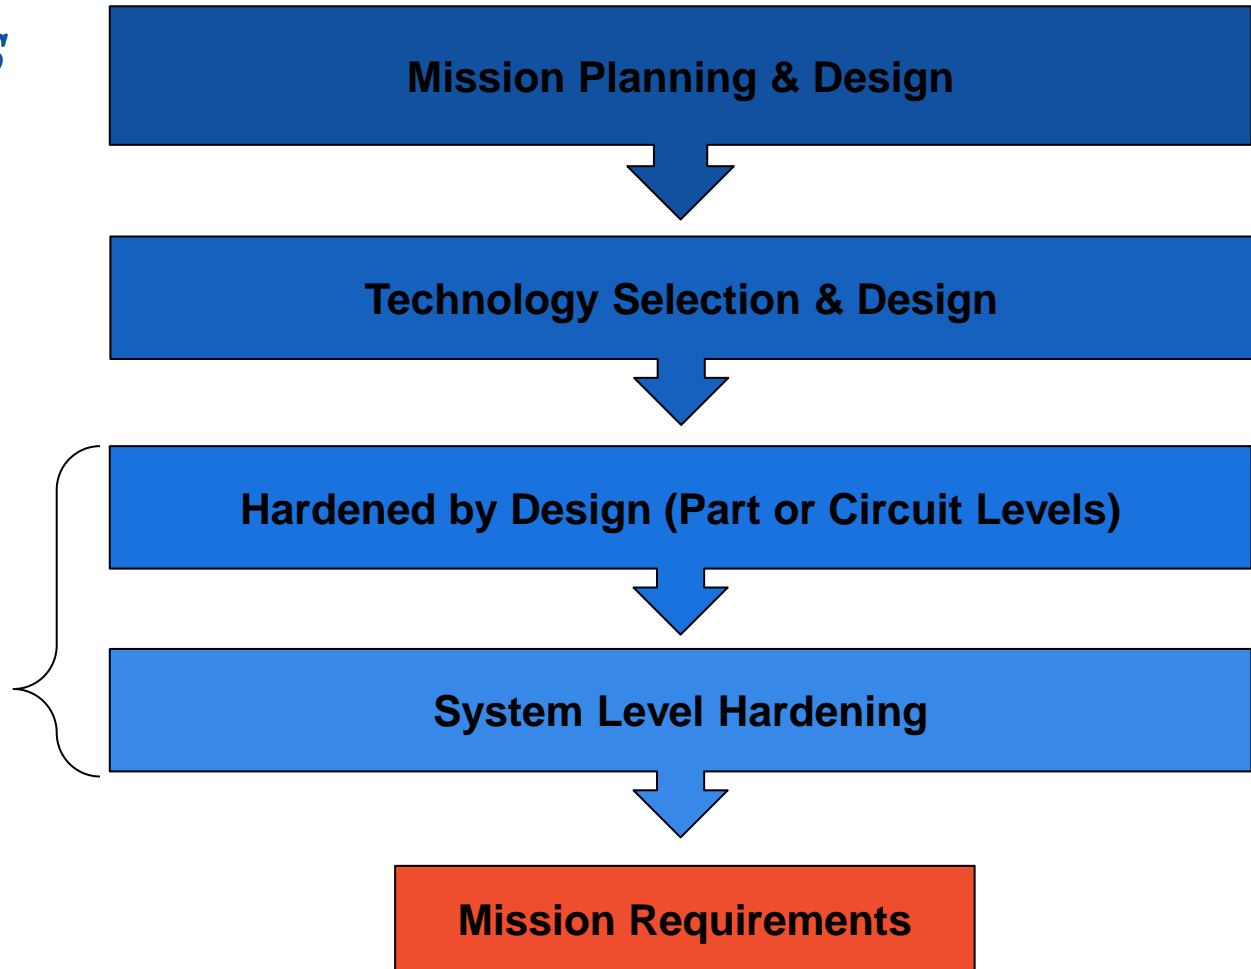 Mission Planning & Design
Technology Selection & Design
Hardened by Design (Part or Circuit Levels)
System Level Hardening
Mission Requirements